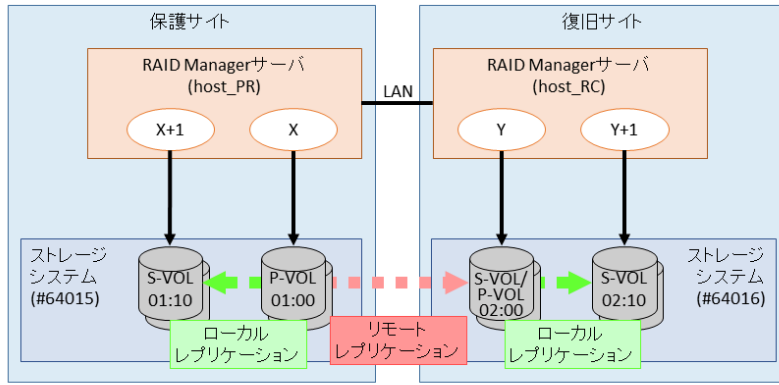 保護サイト
復旧サイト
RAID Managerサーバ
(host_PR)
LAN
RAID Managerサーバ
(host_RC)
X+1
X
Y
Y+1
ストレージ
システム
(#64015)
S-VOL
01:10
P-VOL
01:00
S-VOL/
P-VOL
02:00
S-VOL
02:10
ストレージ
システム
(#64016)
ローカル
レプリケーション
リモート
レプリケーション
ローカル
レプリケーション